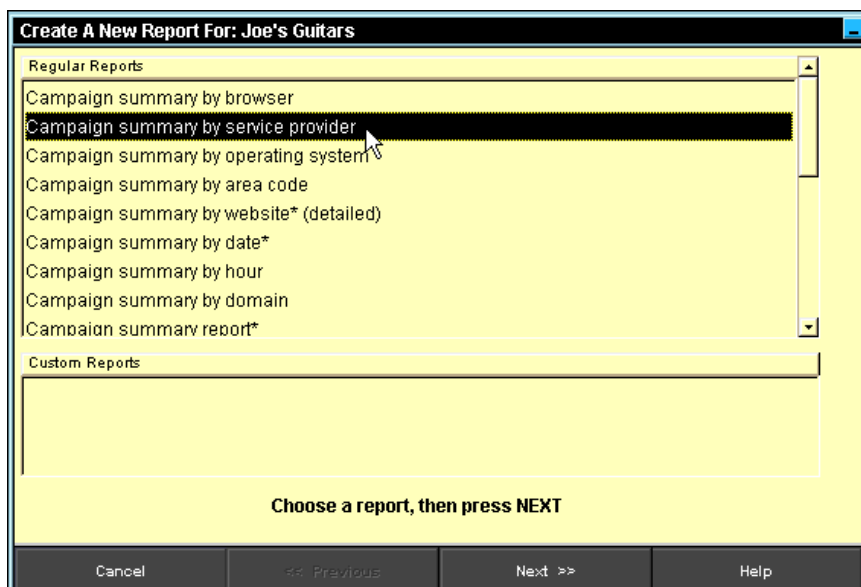 Create A New Report For: Joe's Guitars
Regular Reports
Campaign summary by browser
Campaign summary by service provider
Campaign summary by operating system
Campaign summary by area code
Campaign summary by website* (detailed)
Campaign summary by date*
Campaign summary by hour
Campaign summary by domain
Campaign summary report*
Custom Reports
Choose a report, then press NEXT
Cancel << Previous Next >> Help